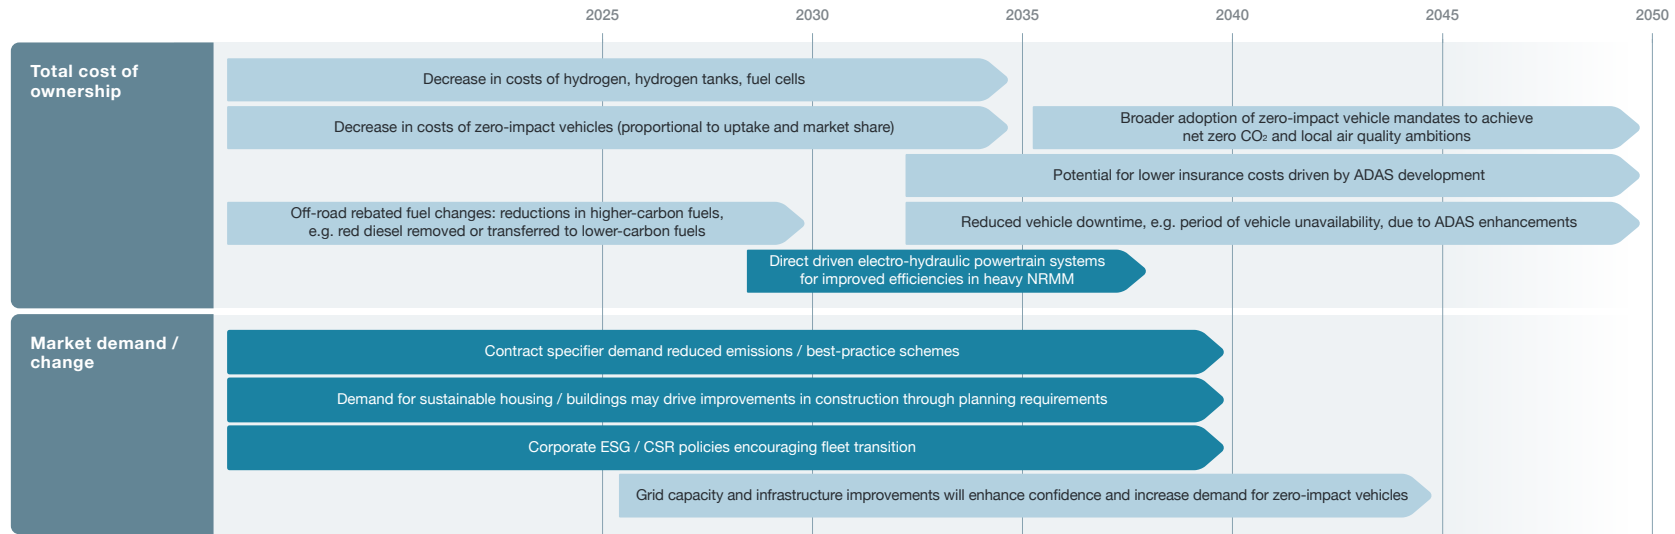 2025 2030 2035 2040 2045 2050
Total cost of
ownership
Decrease in costs of hydrogen, hydrogen tanks, fuel cells
Decrease in costs of zero-impact vehicles (proportional to uptake and market share)
Broader adoption of zero-impact vehicle mandates to achieve
net zero CO₂ and local air quality ambitions
Potential for lower insurance costs driven by ADAS development
Off-road rebated fuel changes: reductions in higher-carbon fuels,
e.g. red diesel removed or transferred to lower-carbon fuels
Reduced vehicle downtime, e.g. period of vehicle unavailability, due to ADAS enhancements
Direct driven electro-hydraulic powertrain systems
for improved efficiencies in heavy NRMM
Market demand /
change
Contract specifier demand reduced emissions / best-practice schemes
Demand for sustainable housing / buildings may drive improvements in construction through planning requirements
Corporate ESG / CSR policies encouraging fleet transition
Grid capacity and infrastructure improvements will enhance confidence and increase demand for zero-impact vehicles